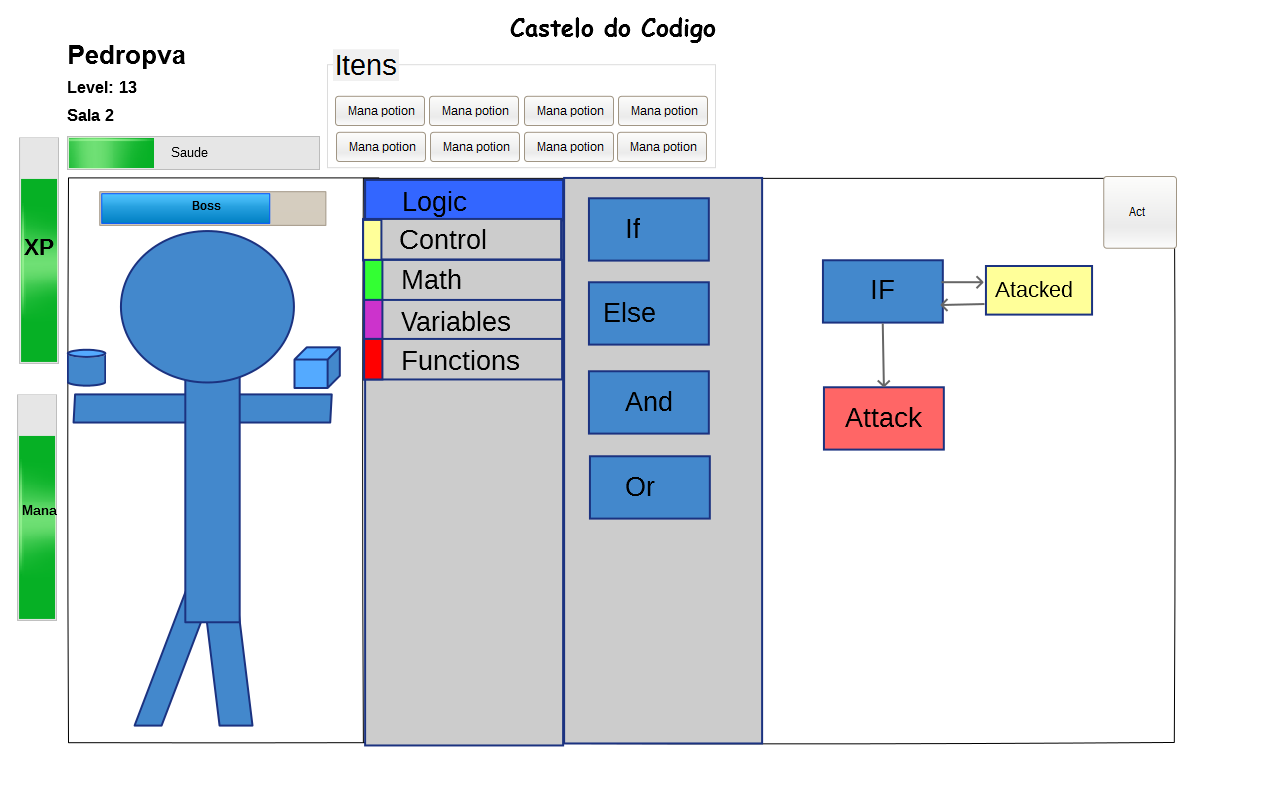 Castelo do Codigo
Pedropva
Level: 13
Sala 2
Itens
Mana potion Mana potion Mana potion Mana potion
Mana potion Mana potion Mana potion Mana potion
Saude
XP
Mana
Boss
Logic
Control
Math
Variables
Functions
If
Else
And
Or
Act
IF
Atacked
Attack